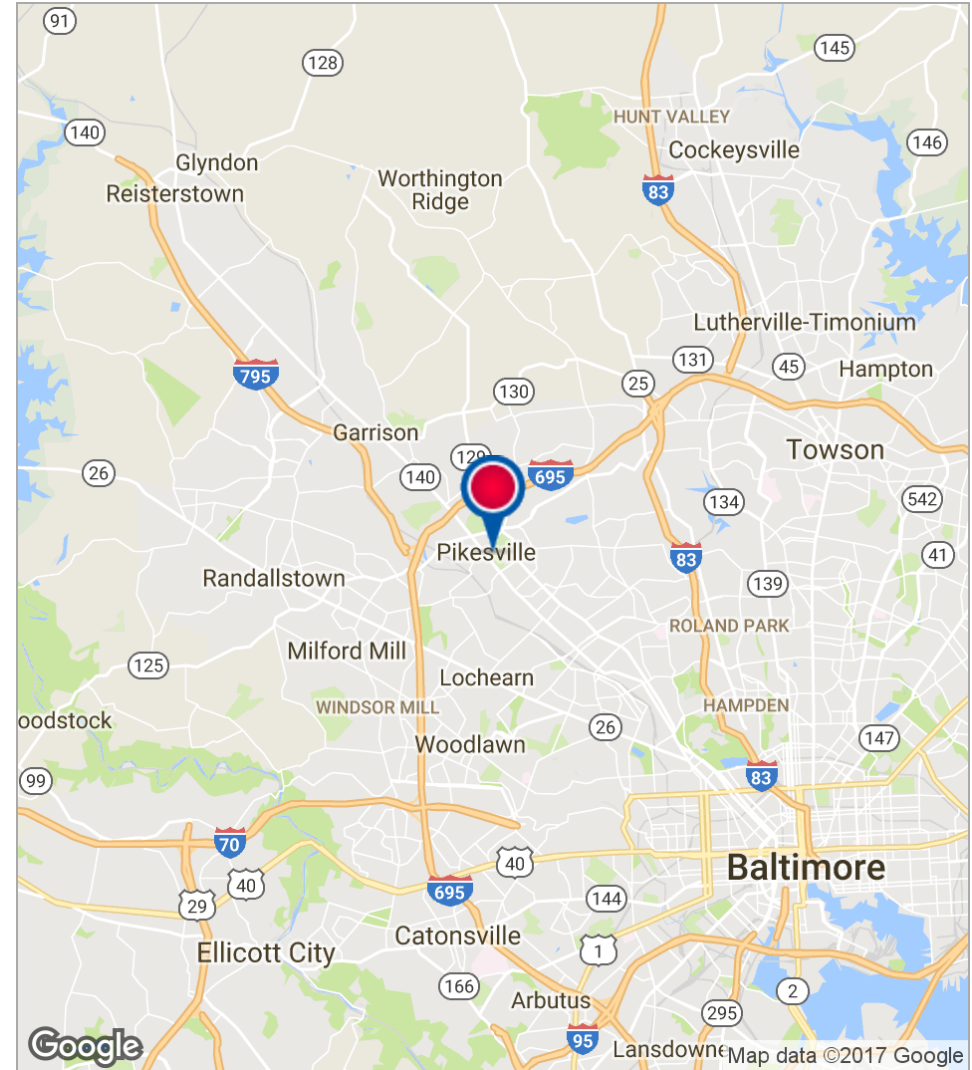 91
128
145
HUNT VALLEY
140
146
Cockeysville
Glyndon
Reisterstown
Worthington
Ridge
83
Lutherville-Timonium
131
45
Hampton
795
25
130
Garrison
129
Towson
26
140
695
134
542
Pikesville
83
41
Randallstown
139
ROLAND PARK
Milford Mill
125
Lochearn
WINDSOR MILL
HAMPDEN
oodstock
26
Woodlawn
147
99
83
70
40
Baltimore
40
695
144
29
Catonsville
Ellicott City
1
166
2
Arbutus
295
95
Lansdowne
Google
Map data ©2017 Google